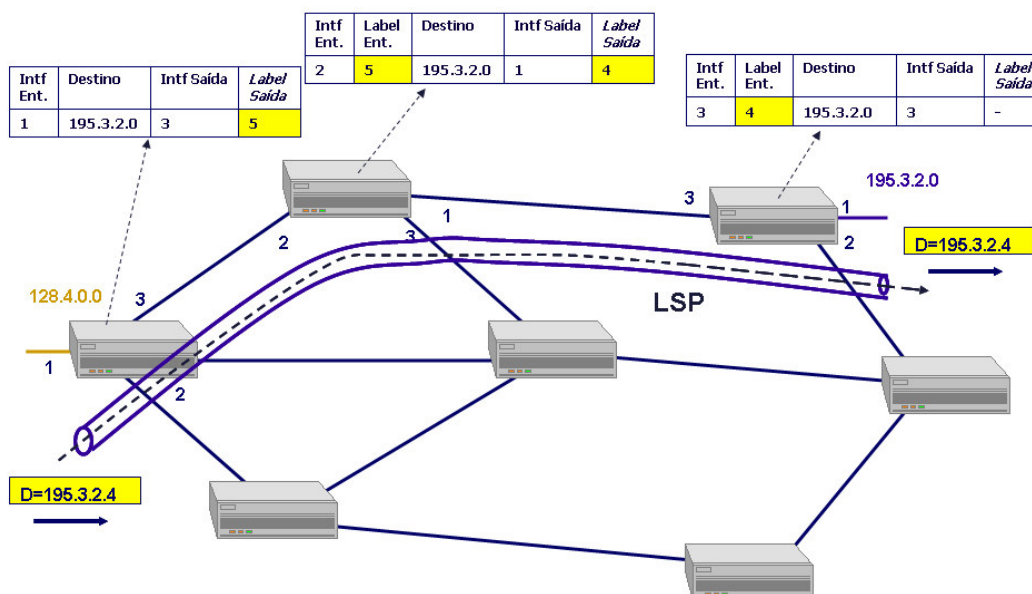 Intf Ent. Label Ent. Destino Intf Saída Label Saída
2 5 195.3.2.0 1 4
Intf Ent. Destino Intf Saída Label Saída
1 195.3.2.0 3 5
Intf Ent. Label Ent. Destino Intf Saída Label Saída
3 4 195.3.2.0 3 -
195.3.2.0
3
1
1
2
3
2
D=195.3.2.4
128.4.0.0
3
LSP
1
2
D=195.3.2.4